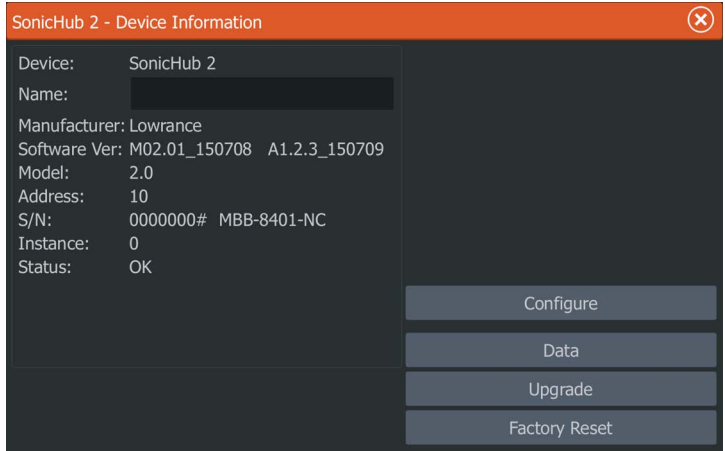 SonicHub 2 - Device Information
Device: SonicHub 2
Name:
Manufacturer: Lowrance
Software Ver: M02.01_150708 A1.2.3_150709
Model: 2.0
Address: 10
S/N: 0000000# MBB-8401-NC
Instance: 0
Status: OK
Configure
Data
Upgrade
Factory Reset